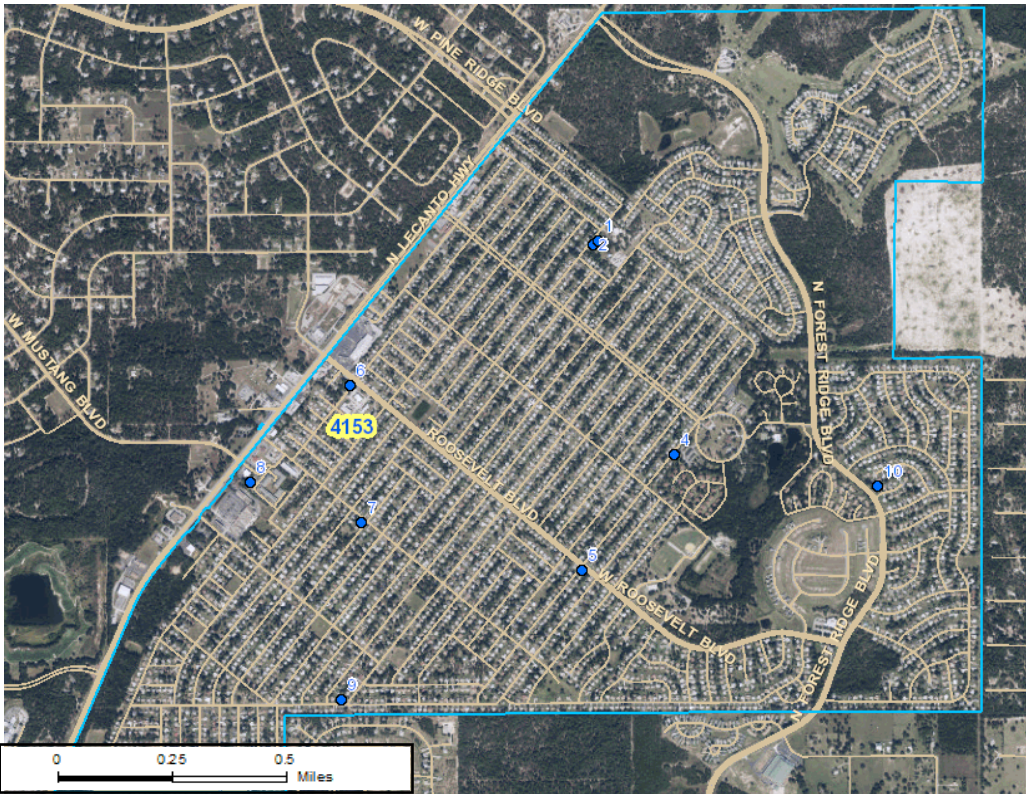 W PINE RIDGE BLVD
N LECANTO HWY
1
2
N FOREST RIDGE BLVD
W MUSTANG BLVD
6
4153
ROOSEVELT BLVD
4
8
10
7
5
W ROOSEVELT BLVD
N FOREST RIDGE BLVD
9
0 0.25 0.5
Miles